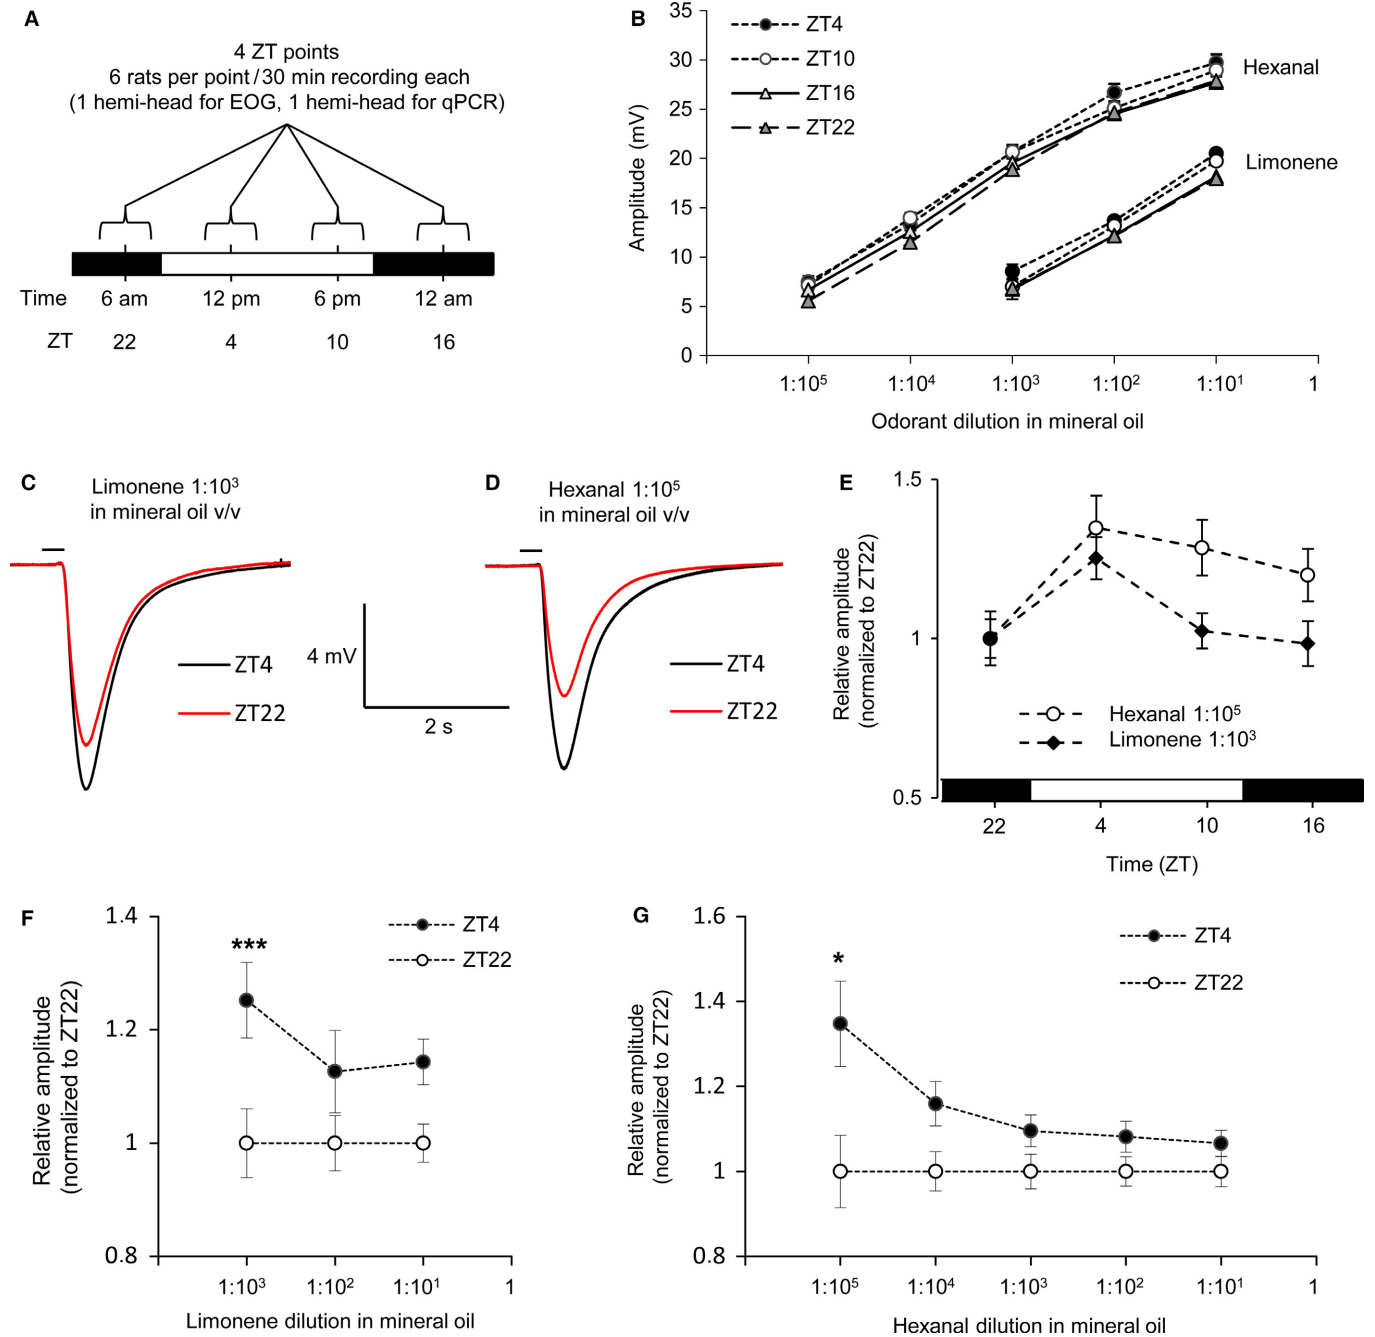 A
4 ZT points
6 rats per point/30 min recording each
(1 hemi-head for EOG, 1 hemi-head for qPCR)
Time 6 am 12 pm 6 pm 12 am
ZT 22 4 10 16
B
35
30
25
20
15
10
5
0
Amplitude (mV)
ZT4
ZT10
ZT16
ZT22
Hexanal
Limonene
1:10⁵ 1:10⁴ 1:10³ 1:10² 1:10¹ 1
Odorant dilution in mineral oil
C
Limonene 1:10³
in mineral oil v/v
ZT4
ZT22
4 mV
2 s
D
Hexanal 1:10⁵
in mineral oil v/v
ZT4
ZT22
E
1.5
1
0.5
Relative amplitude
(normalized to ZT22)
Hexanal 1:10⁵
Limonene 1:10³
22 4 10 16
Time (ZT)
F
1.4
1.2
1
0.8
Relative amplitude
(normalized to ZT22)
***
ZT4
ZT22
1:10³ 1:10² 1:10¹ 1
Limonene dilution in mineral oil
G
1.6
1.4
1.2
1
0.8
Relative amplitude
(normalized to ZT22)
*
ZT4
ZT22
1:10⁵ 1:10⁴ 1:10³ 1:10² 1:10¹ 1
Hexanal dilution in mineral oil